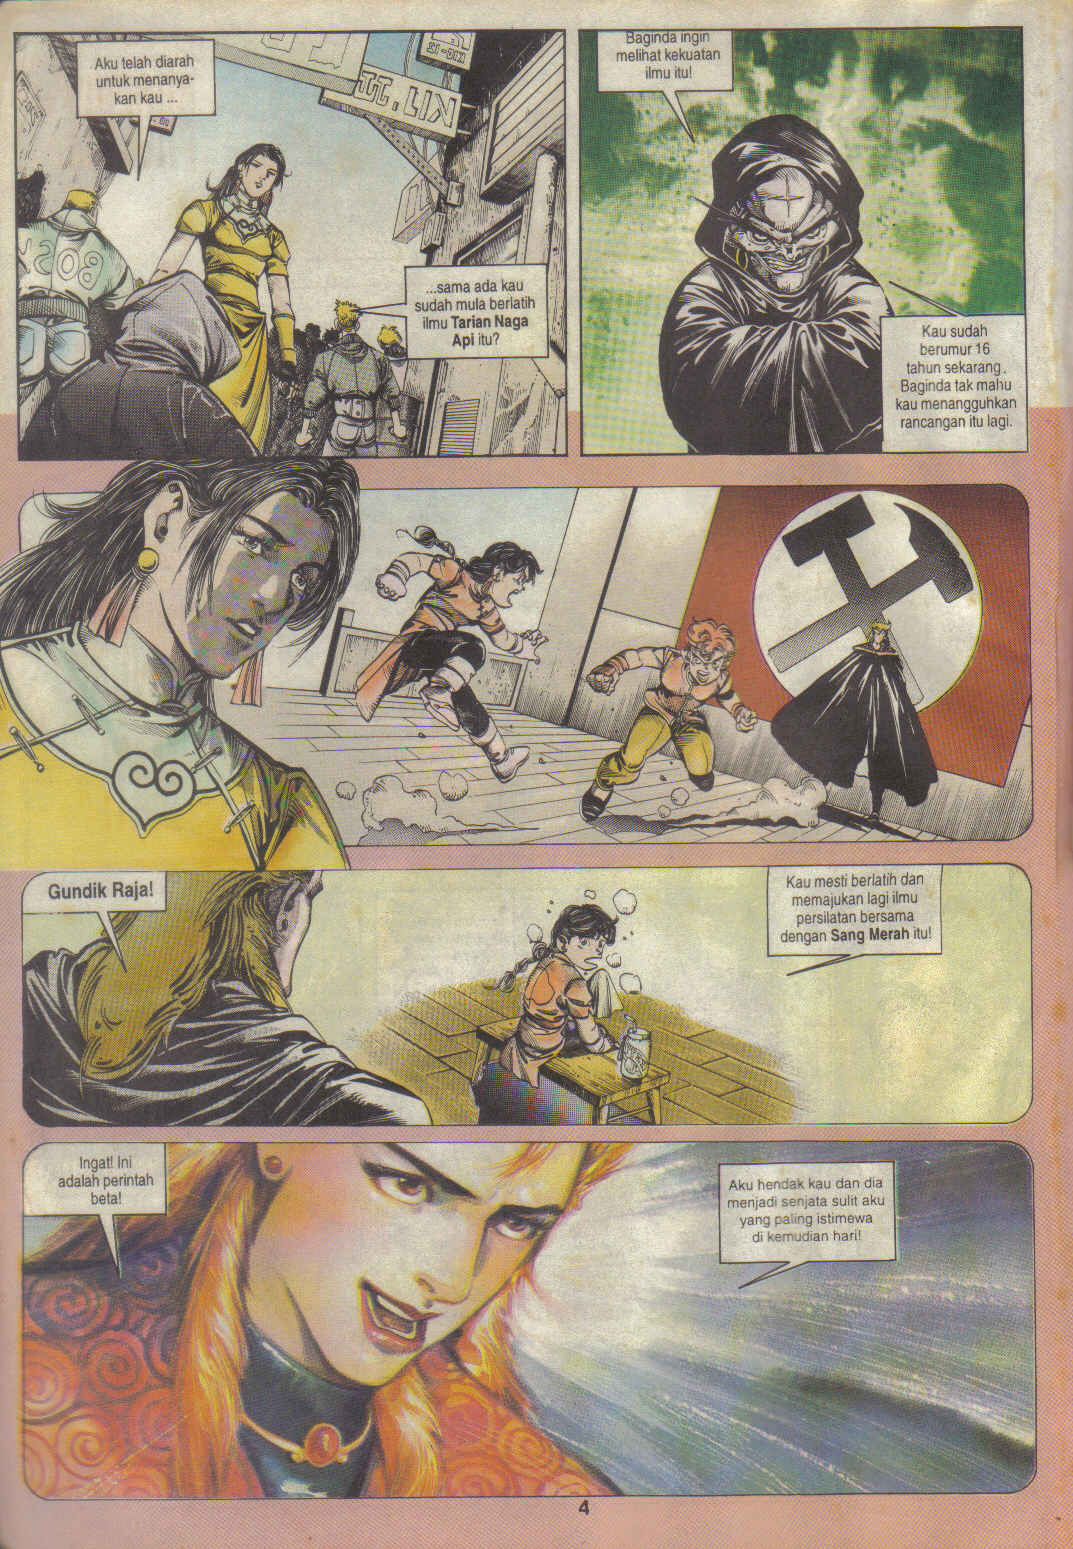 Aku telah diarah
untuk menanya-
kan kau ...
...sama ada kau
sudah mula berlatih
ilmu Tarian Naga
Api itu?
1208
II.LIK
Baginda ingin
melihat kekuatan
ilmu itu!
Kau sudah
berumur 16
tahun sekarang.
Baginda tak mahu
kau menangguhkan
rancangan itu lagi.
Gundik Raja!
Kau mesti berlatih dan
memajukan lagi ilmu
persilatan bersama
dengan Sang Merah itu!
Ingat! Ini
adalah perintah
beta!
Aku hendak kau dan dia
menjadi senjata sulit aku
yang paling istimewa
di kemudian hari!
4